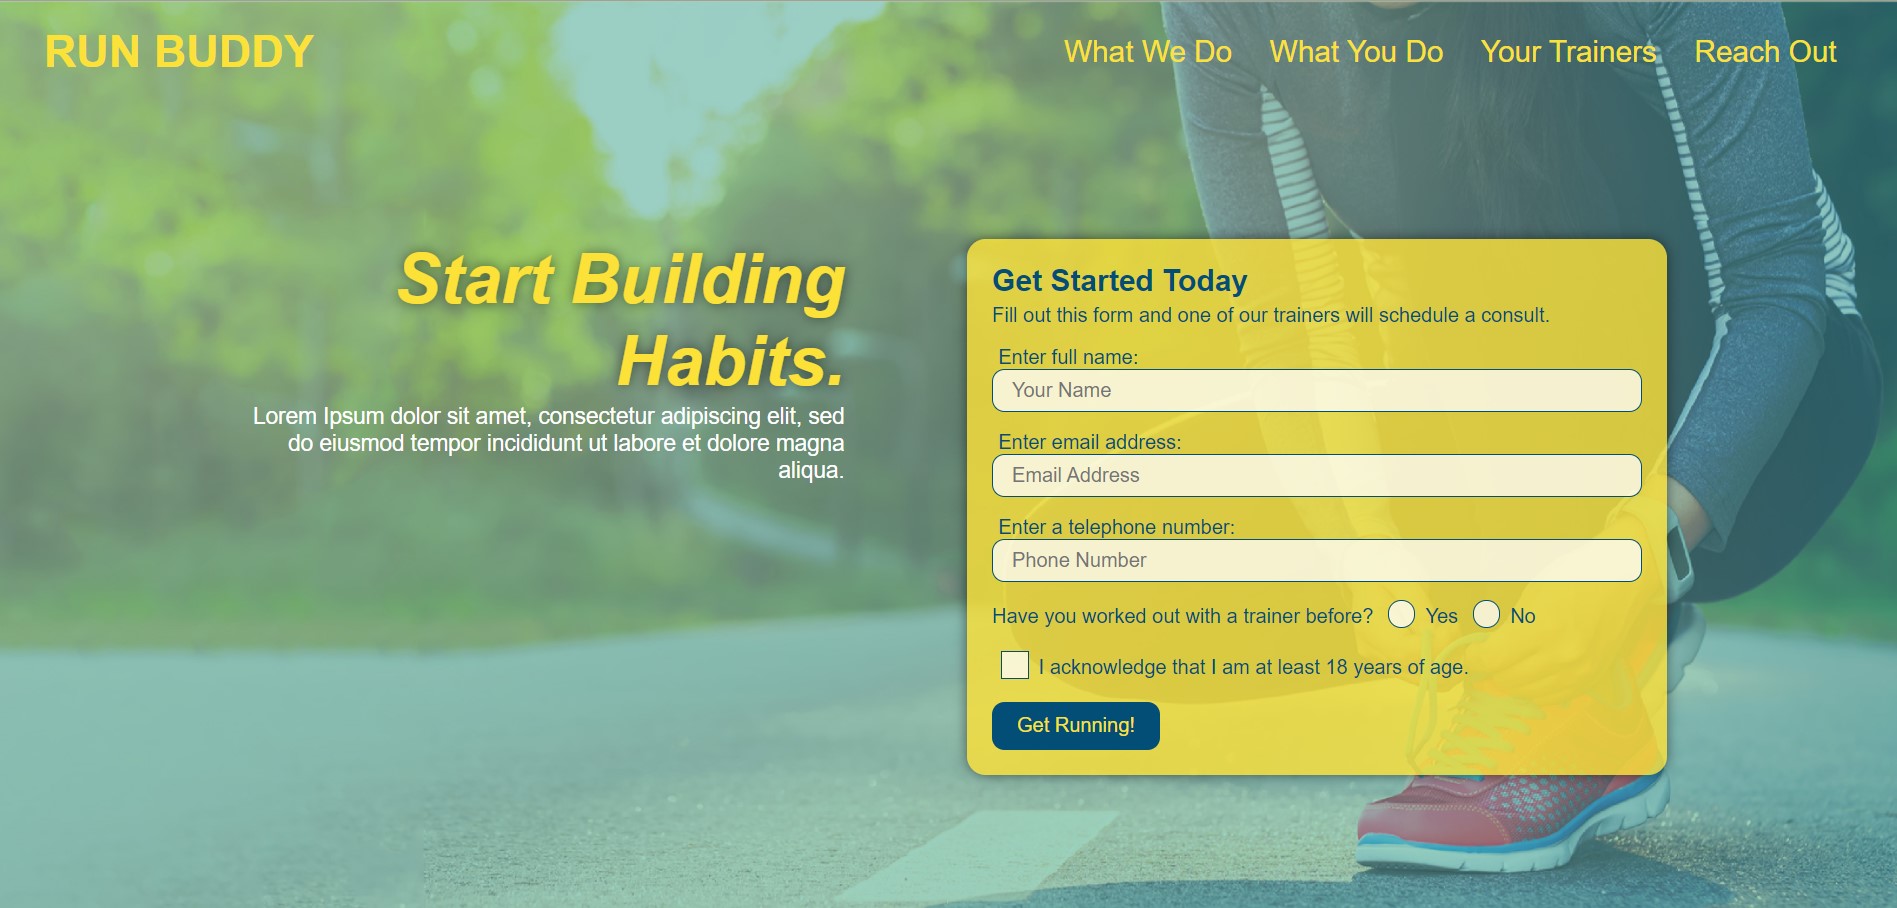 RUN BUDDY
What We Do What You Do Your Trainers Reach Out
Start Building
Habits.
Lorem Ipsum dolor sit amet, consectetur adipiscing elit, sed
do eiusmod tempor incididunt ut labore et dolore magna
aliqua.
Get Started Today
Fill out this form and one of our trainers will schedule a consult.
Enter full name:
Your Name
Enter email address:
Email Address
Enter a telephone number:
Phone Number
Have you worked out with a trainer before? Yes No
I acknowledge that I am at least 18 years of age.
Get Running!